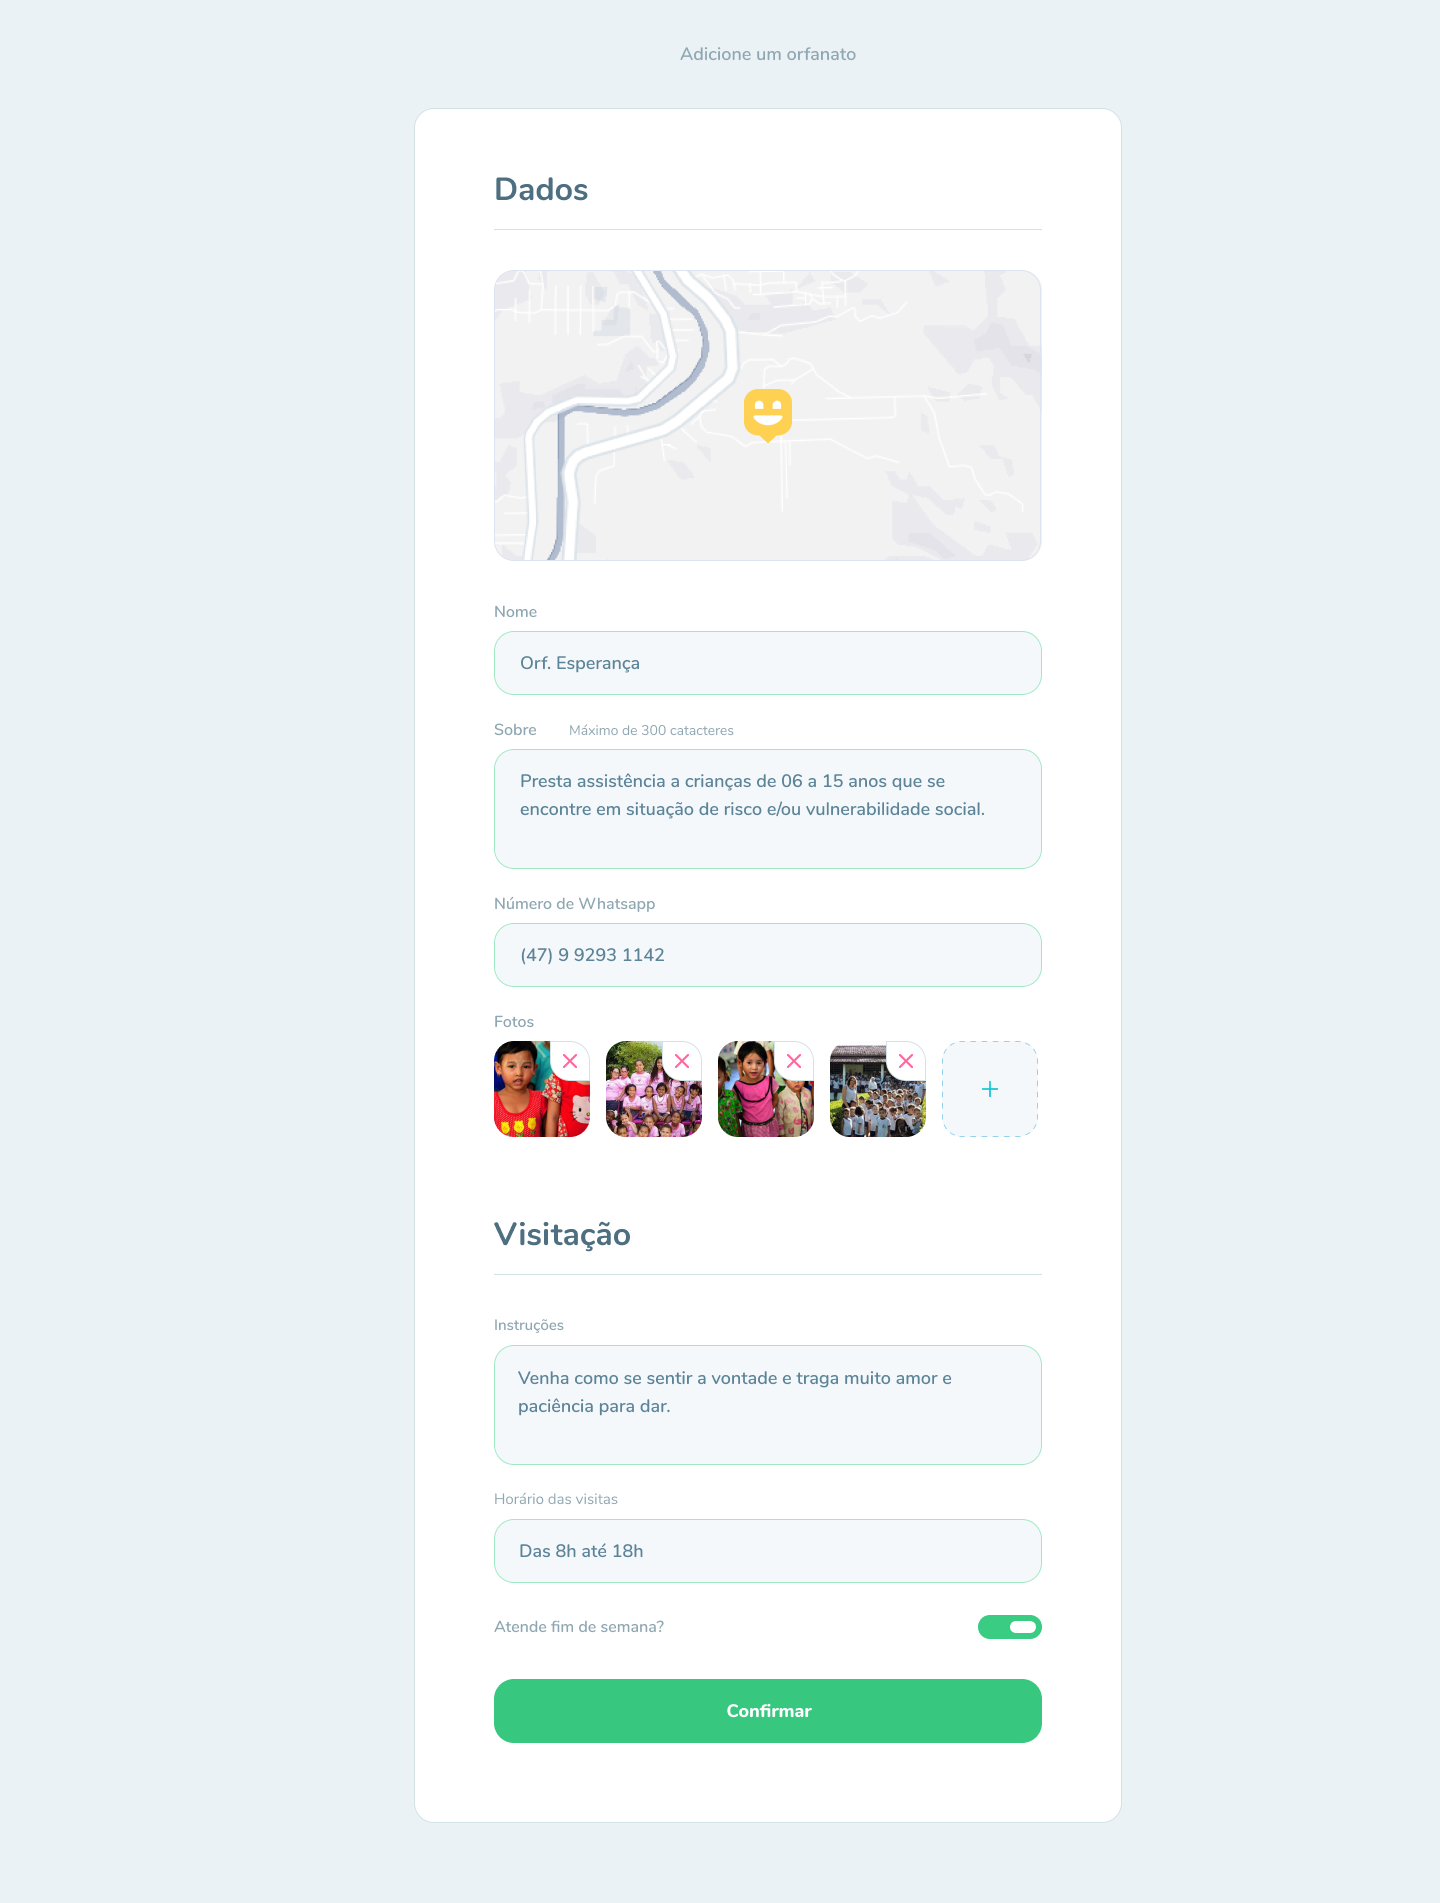 Adicione um orfanato
Dados
Nome
Orf. Esperança
Sobre Máximo de 300 catacteres
Presta assistência a crianças de 06 a 15 anos que se
encontre em situação de risco e/ou vulnerabilidade social.
Número de Whatsapp
(47) 9 9293 1142
Fotos
Visitação
Instruções
Venha como se sentir a vontade e traga muito amor e
paciência para dar.
Horário das visitas
Das 8h até 18h
Atende fim de semana?
Confirmar